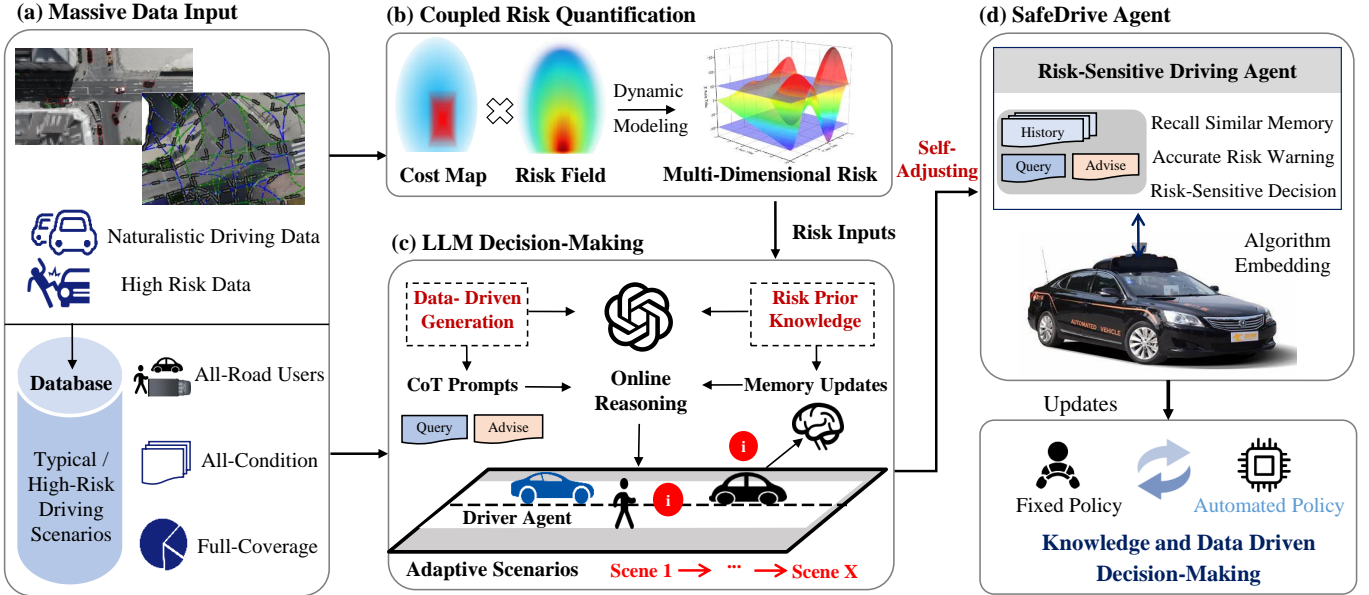 (a) Massive Data Input
Naturalistic Driving Data
High Risk Data
Database
Typical /
High-Risk
Driving
Scenarios
All-Road Users
All-Condition
Full-Coverage
(b) Coupled Risk Quantification
Dynamic
Modeling
Cost Map
Risk Field
Multi-Dimensional Risk
Risk Inputs
(c) LLM Decision-Making
Data- Driven
Generation
Risk Prior
Knowledge
CoT Prompts
Online
Reasoning
Memory Updates
Query
Advise
i
i
Driver Agent
Adaptive Scenarios
Scene 1
...
Scene X
Self-
Adjusting
(d) SafeDrive Agent
Risk-Sensitive Driving Agent
History
Query
Advise
Recall Similar Memory
Accurate Risk Warning
Risk-Sensitive Decision
Algorithm
Embedding
AUTOMATED VEHICLE
Updates
Fixed Policy
Automated Policy
Knowledge and Data Driven
Decision-Making